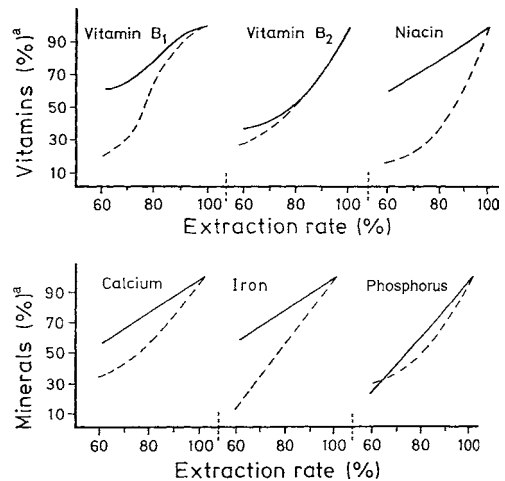 Vitamin B1 Vitamin B2 Niacin
Vitamins (%)a
90
70
50
30
10
60 80 100 60 80 100 60 80 100
Extraction rate (%)
Calcium Iron Phosphorus
Minerals (%)a
90
70
50
30
10
60 80 100 60 80 100 60 80 100
Extraction rate (%)